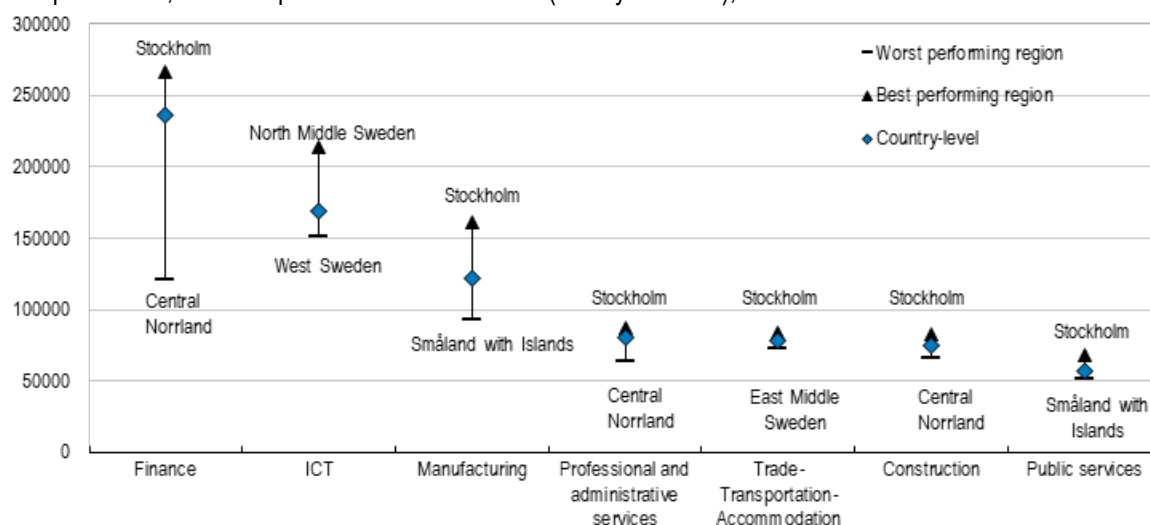 300000
250000
200000
150000
100000
50000
0
Worst performing region
Best performing region
Country-level
Stockholm
Central
Norrland
North Middle Sweden
West Sweden
Stockholm
Småland with Islands
Stockholm
Central
Norrland
Stockholm
East Middle
Sweden
Stockholm
Central
Norrland
Stockholm
Småland with
Islands
Finance
ICT
Manufacturing
Professional and
administrative
services
Trade-
Transportation-
Accommodation
Construction
Public services